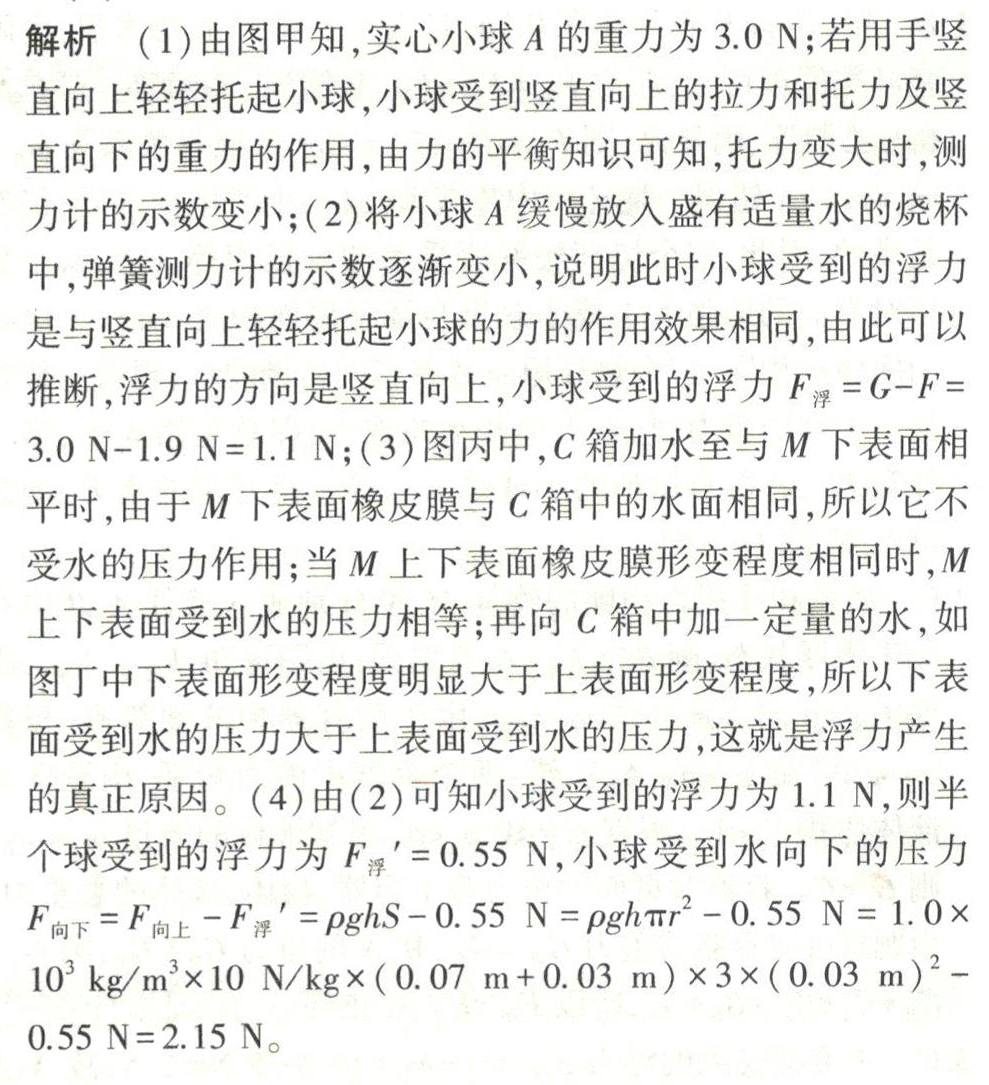 解析　(1)由图甲知,实心小球 A 的重力为 3.0 N;若用手竖
直向上轻轻托起小球,小球受到竖直向上的拉力和托力及竖
直向下的重力的作用,由力的平衡知识可知,托力变大时,测
力计的示数变小;(2)将小球 A 缓慢放入盛有适量水的烧杯
中,弹簧测力计的示数逐渐变小,说明此时小球受到的浮力
是与竖直向上轻轻托起小球的力的作用效果相同,由此可以
推断,浮力的方向是竖直向上,小球受到的浮力 F浮=G-F=
3.0 N-1.9 N=1.1 N;(3)图丙中,C 箱加水至与 M 下表面相
平时,由于 M 下表面橡皮膜与 C 箱中的水面相同,所以它不
受水的压力作用;当 M 上下表面橡皮膜形变程度相同时,M
上下表面受到水的压力相等;再向 C 箱中加一定量的水,如
图丁中下表面形变程度明显大于上表面形变程度,所以下表
面受到水的压力大于上表面受到水的压力,这就是浮力产生
的真正原因。(4)由(2)可知小球受到的浮力为 1.1 N,则半
个球受到的浮力为 F浮′=0.55 N,小球受到水向下的压力
F向下=F向上-F浮′=ρghS-0.55 N=ρghπr²-0.55 N=1.0×
10³ kg/m³×10 N/kg×(0.07 m+0.03 m)×3×(0.03 m)²-
0.55 N=2.15 N。